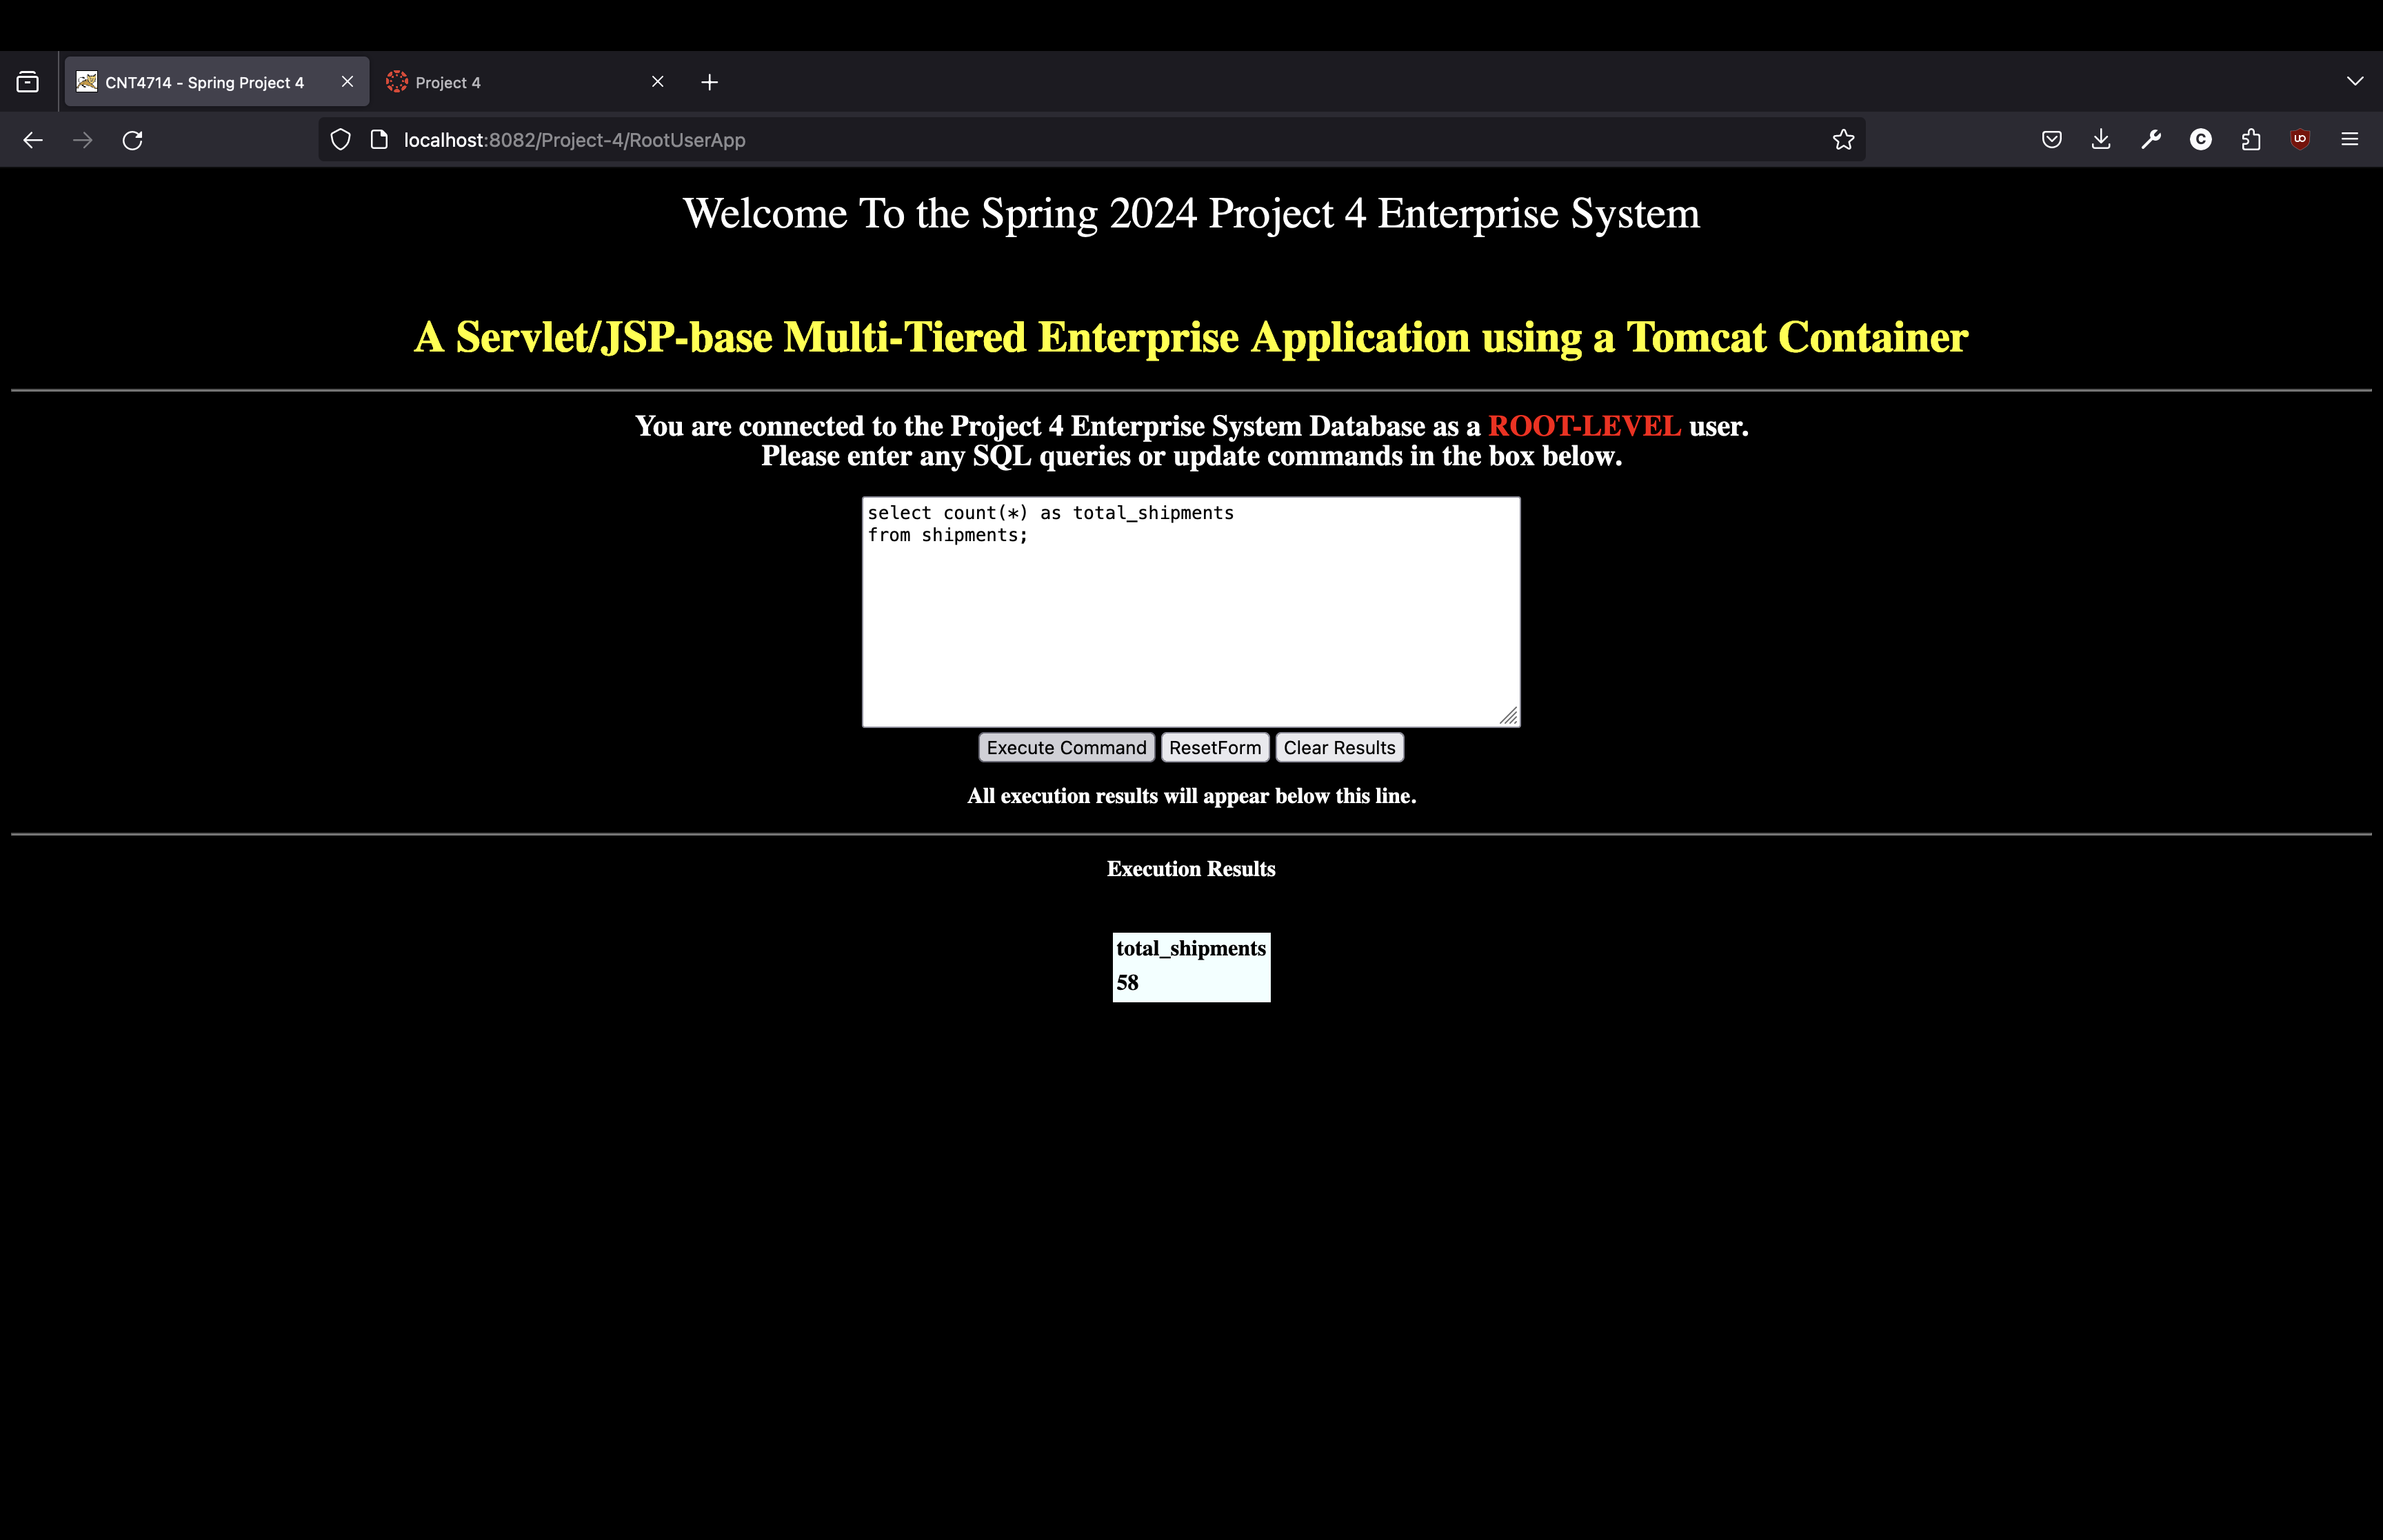 CNT4714 - Spring Project 4
Project 4
localhost:8082/Project-4/RootUserApp
Welcome To the Spring 2024 Project 4 Enterprise System
A Servlet/JSP-base Multi-Tiered Enterprise Application using a Tomcat Container
You are connected to the Project 4 Enterprise System Database as a ROOT-LEVEL user.
Please enter any SQL queries or update commands in the box below.
select count(*) as total_shipments
from shipments;
Execute Command ResetForm Clear Results
All execution results will appear below this line.
Execution Results
total_shipments
58